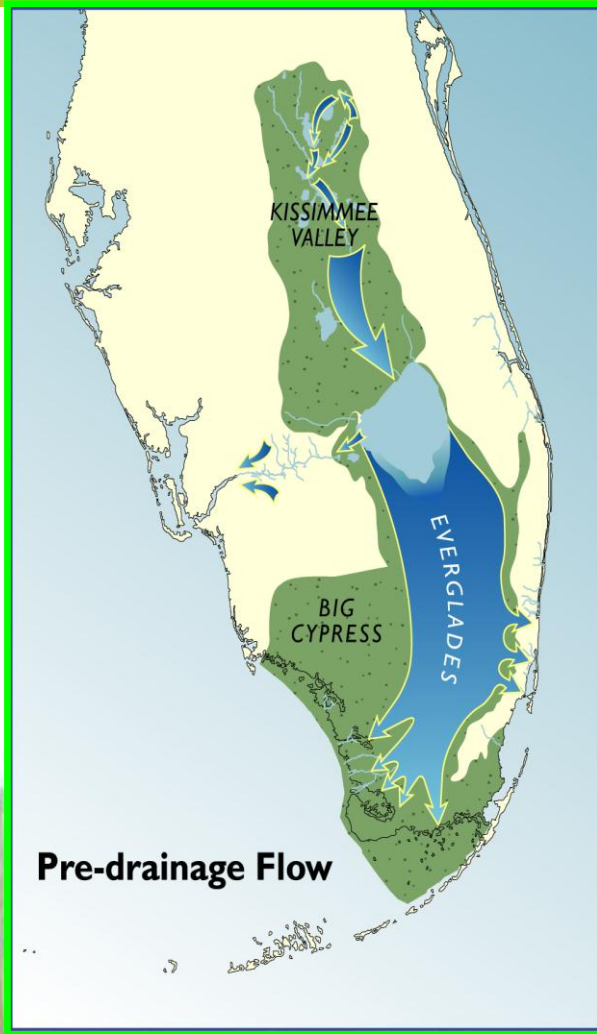 KISSIMMEE
VALLEY
EVERGLADES
BIG
CYPRESS
Pre-drainage Flow